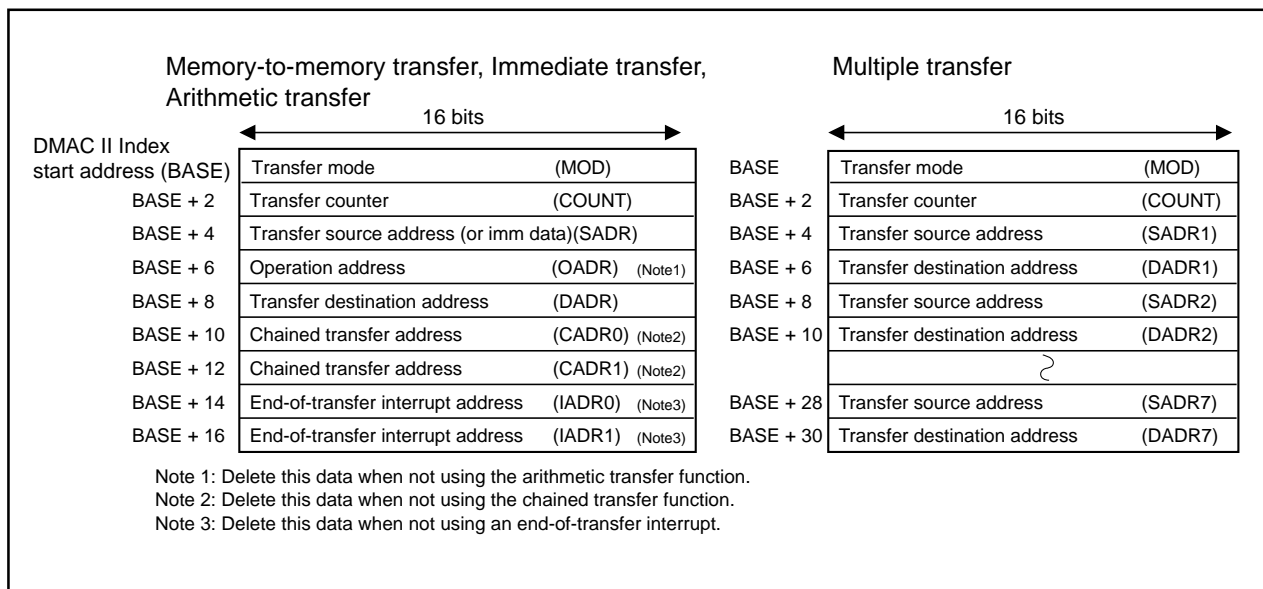 Memory-to-memory transfer, Immediate transfer,
Arithmetic transfer
16 bits
DMAC II Index
start address (BASE) Transfer mode (MOD)
BASE + 2 Transfer counter (COUNT)
BASE + 4 Transfer source address (or imm data)(SADR)
BASE + 6 Operation address (OADR) (Note1)
BASE + 8 Transfer destination address (DADR)
BASE + 10 Chained transfer address (CADR0) (Note2)
BASE + 12 Chained transfer address (CADR1) (Note2)
BASE + 14 End-of-transfer interrupt address (IADR0) (Note3)
BASE + 16 End-of-transfer interrupt address (IADR1) (Note3)
Multiple transfer
16 bits
BASE Transfer mode (MOD)
BASE + 2 Transfer counter (COUNT)
BASE + 4 Transfer source address (SADR1)
BASE + 6 Transfer destination address (DADR1)
BASE + 8 Transfer source address (SADR2)
BASE + 10 Transfer destination address (DADR2)
BASE + 28 Transfer source address (SADR7)
BASE + 30 Transfer destination address (DADR7)
Note 1: Delete this data when not using the arithmetic transfer function.
Note 2: Delete this data when not using the chained transfer function.
Note 3: Delete this data when not using an end-of-transfer interrupt.